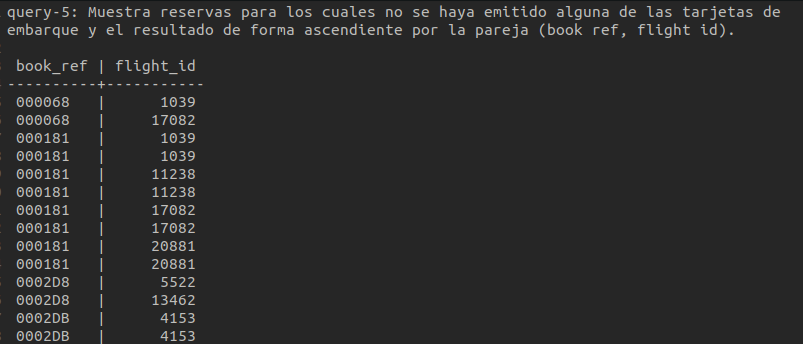 query-5: Muestra reservas para los cuales no se haya emitido alguna de las tarjetas de
embarque y el resultado de forma ascendiente por la pareja (book ref, flight id).
book_ref | flight_id
----------+-----------
000068 | 1039
000068 | 17082
000181 | 1039
000181 | 1039
000181 | 11238
000181 | 11238
000181 | 17082
000181 | 17082
000181 | 20881
000181 | 20881
0002D8 | 5522
0002D8 | 13462
0002DB | 4153
0002DB | 4153